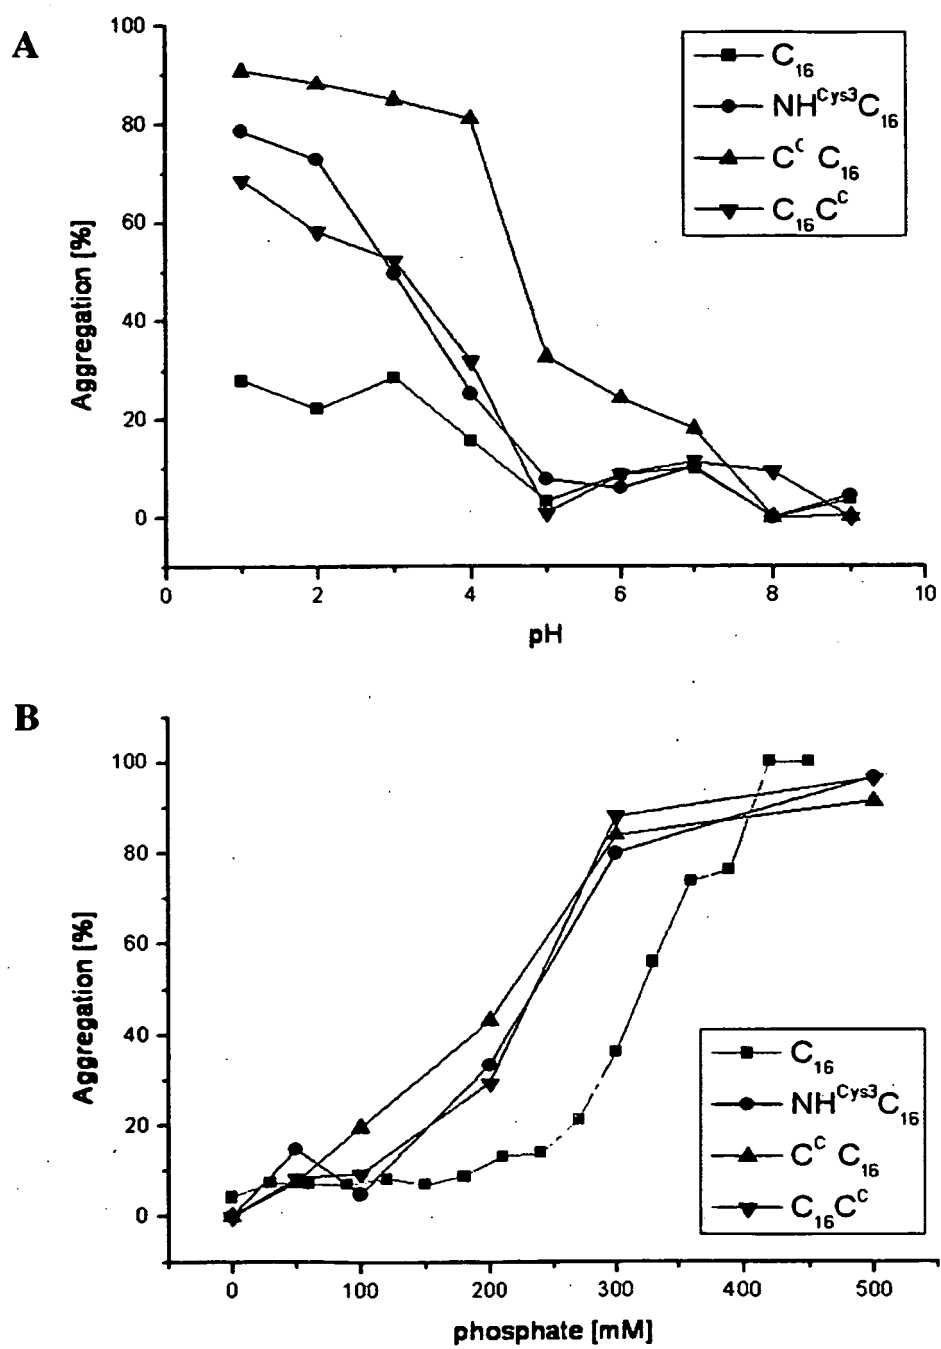 A
100
80
60
40
20
0
Aggregation [%]
0 2 4 6 8 10
pH
C16
NHCys3C16
CC C16
C16CC
B
100
80
60
40
20
0
Aggregation [%]
0 100 200 300 400 500
phosphate [mM]
C16
NHCys3C16
CC C16
C16CC